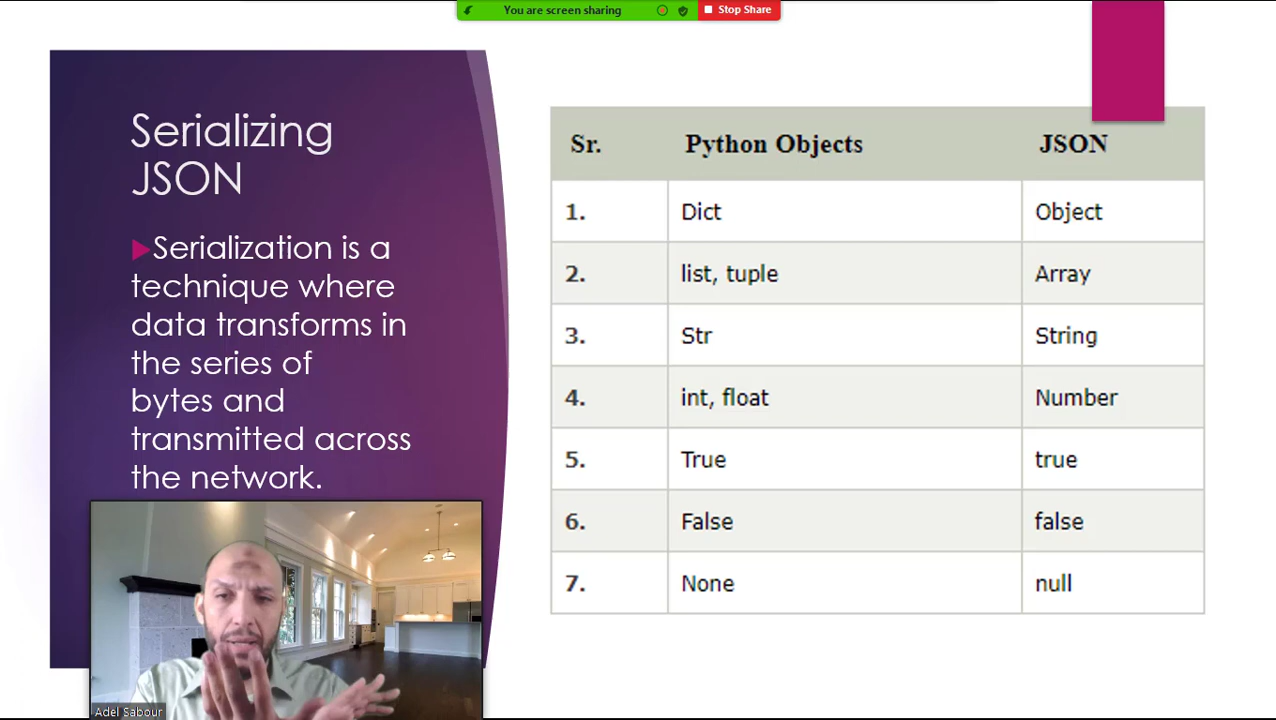 You are screen sharing
Stop Share
Serializing
JSON
Serialization is a
technique where
data transforms in
the series of
bytes and
transmitted across
the network.
Sr. Python Objects JSON
1. Dict Object
2. list, tuple Array
3. Str String
4. int, float Number
5. True true
6. False false
7. None null
Adel Sabour